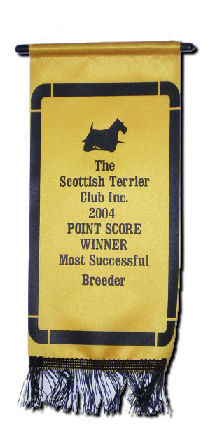 The
Scottish Terrier
Club Inc.
2004
POINT SCORE
WINNER
Most Successful
Breeder